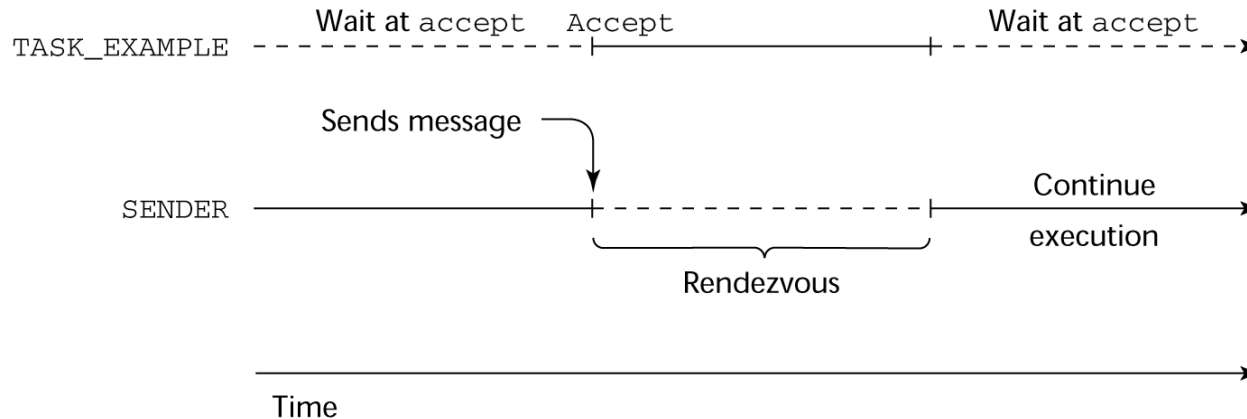 Wait at accept Accept Wait at accept
TASK_EXAMPLE
Sends message
SENDER
Continue
execution
Rendezvous
Time